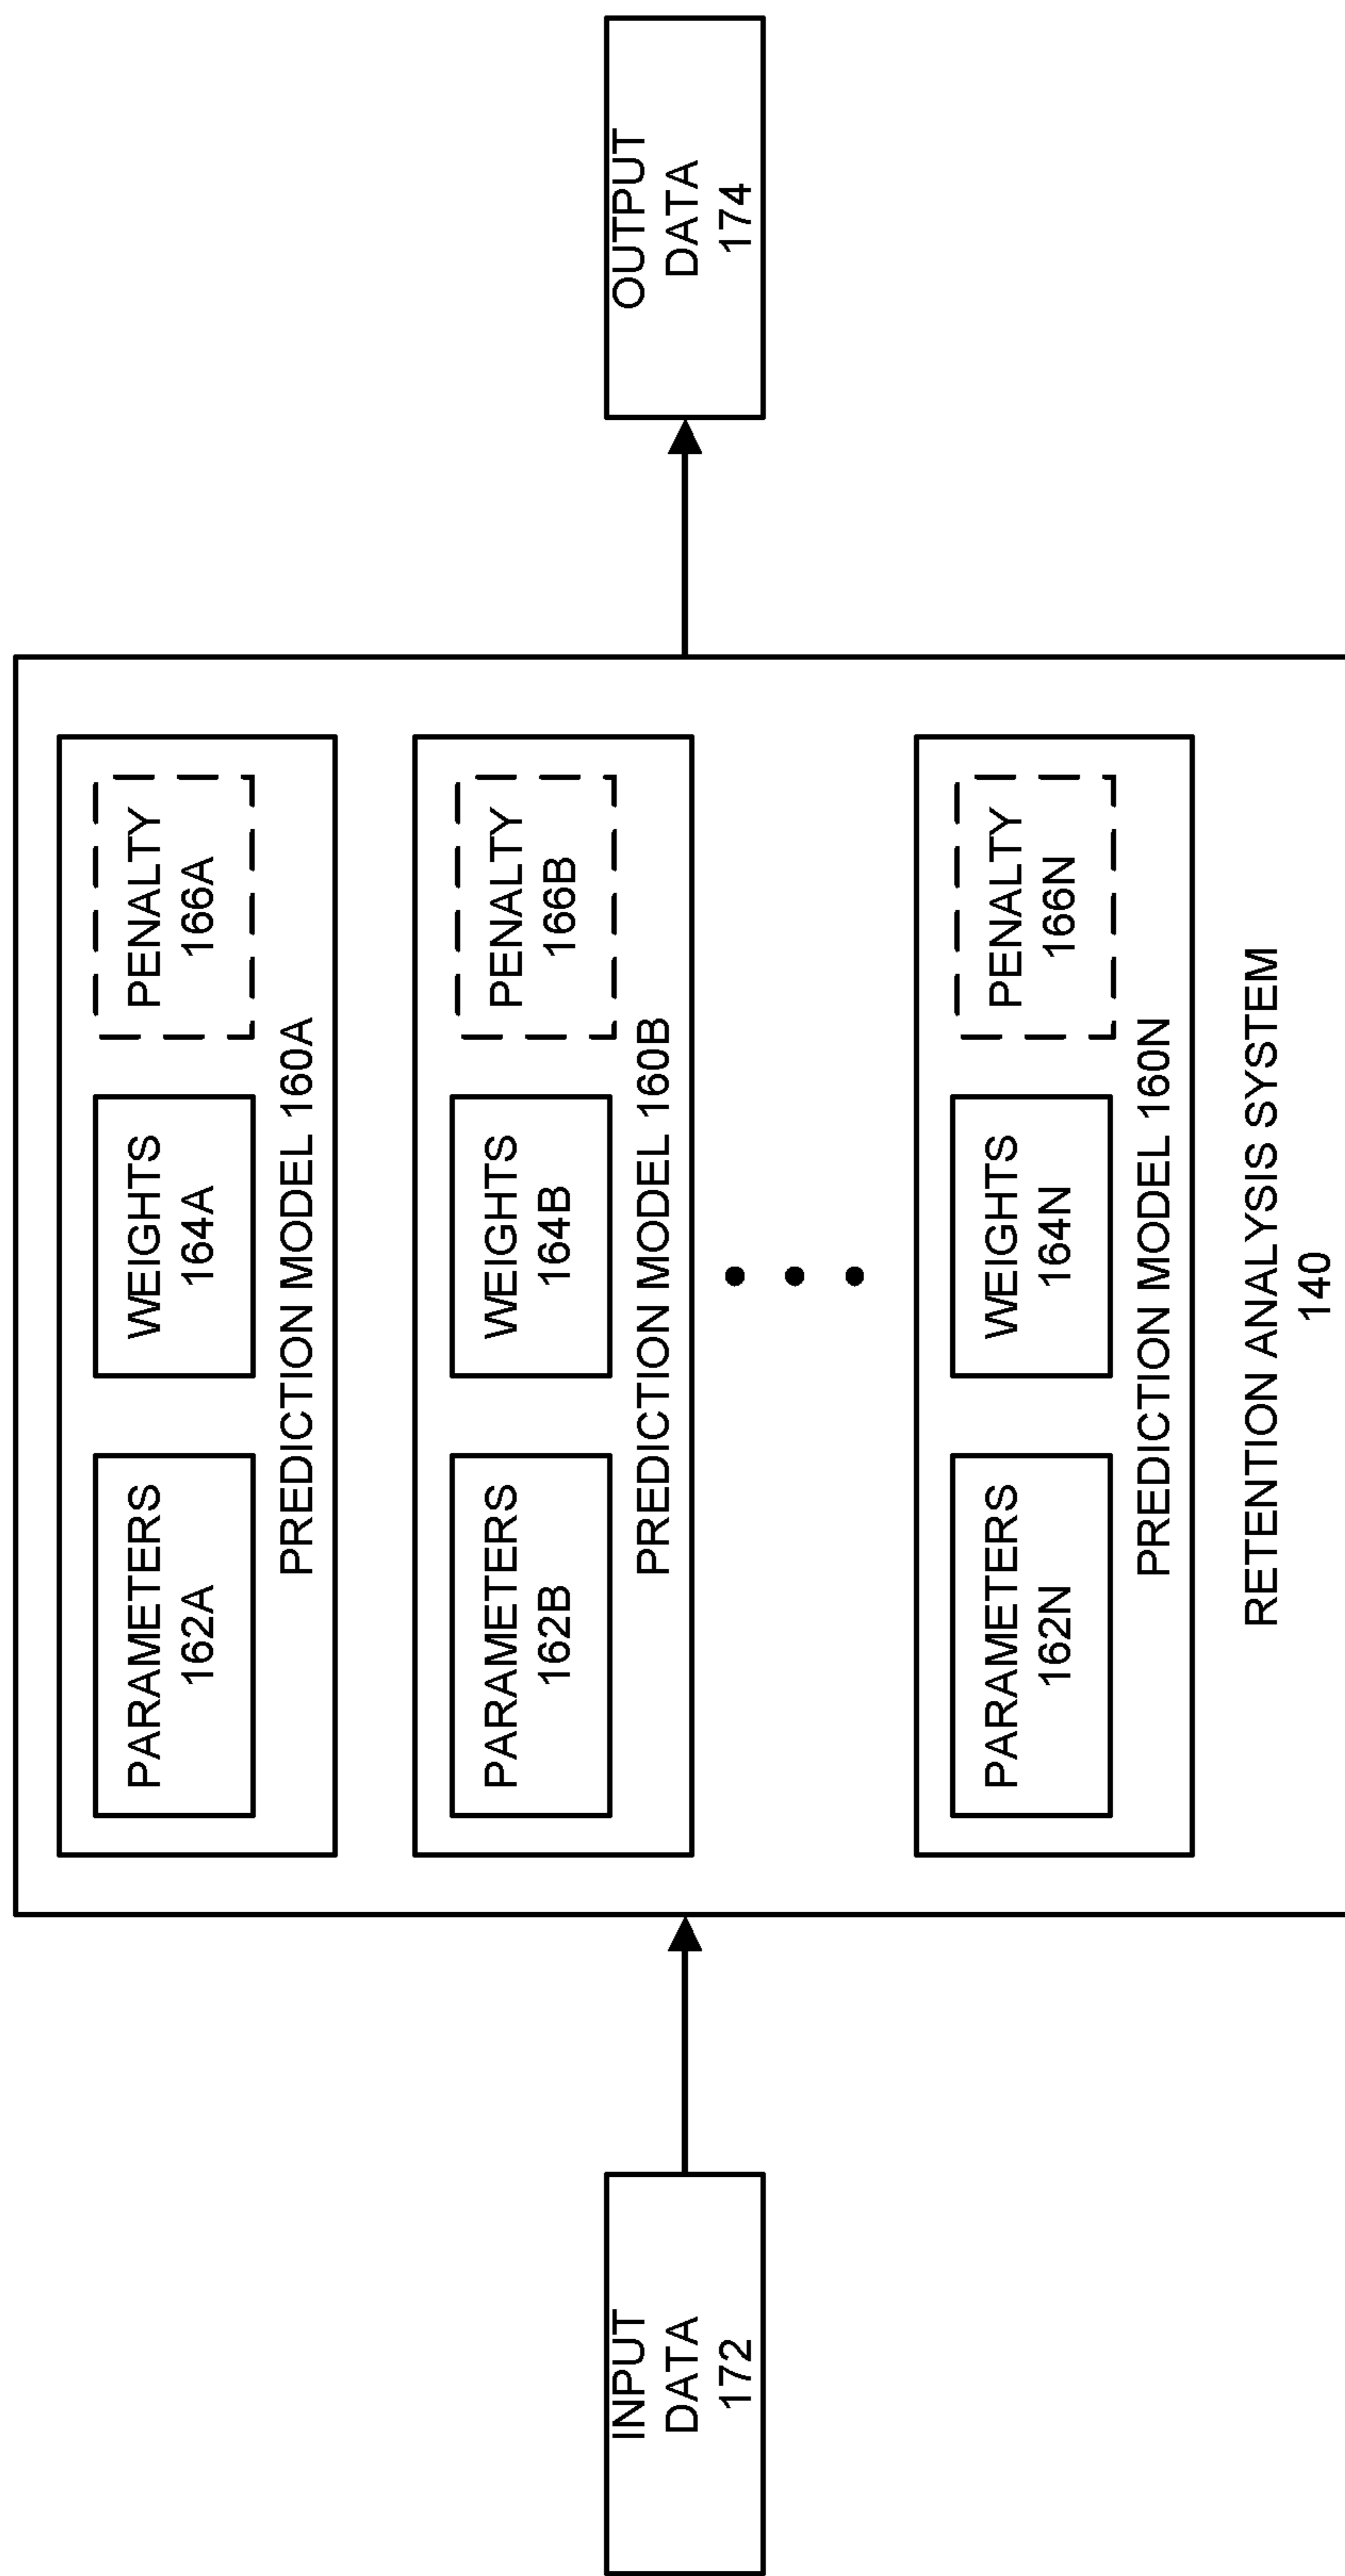 INPUT
DATA
172
PARAMETERS
162A
WEIGHTS
164A
PENALTY
166A
PREDICTION MODEL 160A
PARAMETERS
162B
WEIGHTS
164B
PENALTY
166B
PREDICTION MODEL 160B
PARAMETERS
162N
WEIGHTS
164N
PENALTY
166N
PREDICTION MODEL 160N
RETENTION ANALYSIS SYSTEM
140
OUTPUT
DATA
174